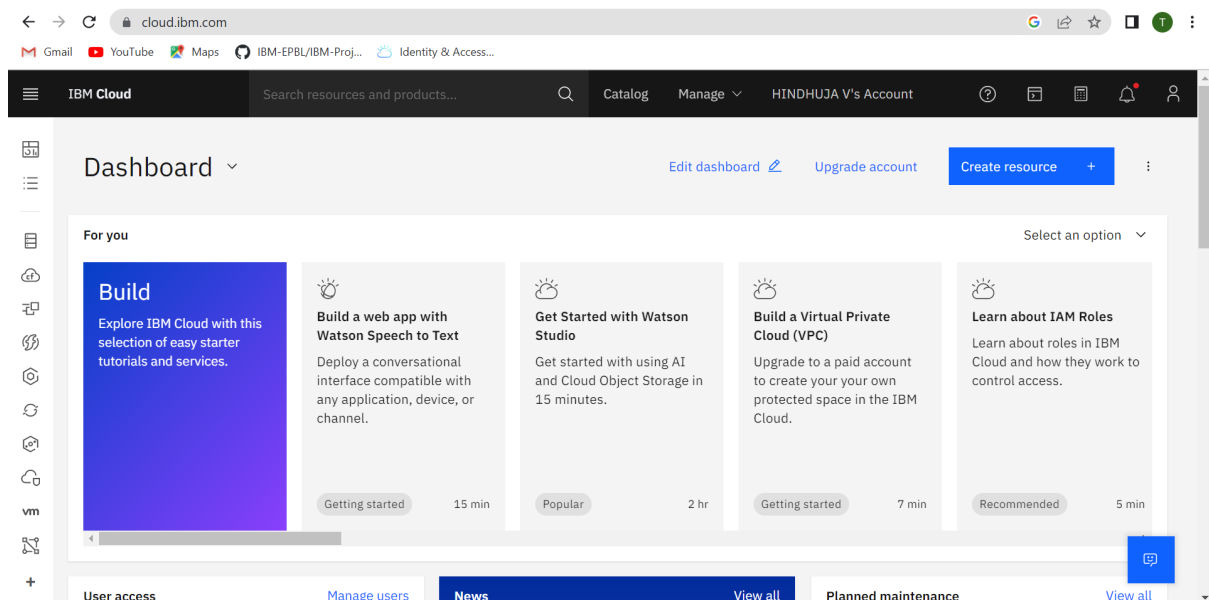 cloud.ibm.com
G
T
Gmail
YouTube
Maps
IBM-EPBL/IBM-Proj...
Identity & Access...
IBM Cloud
Search resources and products...
Catalog
Manage
HINDHUJA V's Account
Dashboard
Edit dashboard
Upgrade account
Create resource +
For you
Select an option
Build
Explore IBM Cloud with this
selection of easy starter
tutorials and services.
Build a web app with
Watson Speech to Text
Deploy a conversational
interface compatible with
any application, device, or
channel.
Getting started
15 min
Get Started with Watson
Studio
Get started with using AI
and Cloud Object Storage in
15 minutes.
Popular
2 hr
Build a Virtual Private
Cloud (VPC)
Upgrade to a paid account
to create your your own
protected space in the IBM
Cloud.
Getting started
7 min
Learn about IAM Roles
Learn about roles in IBM
Cloud and how they work to
control access.
Recommended
5 min
cf
vm
User access
Manage users
News
View all
Planned maintenance
View all